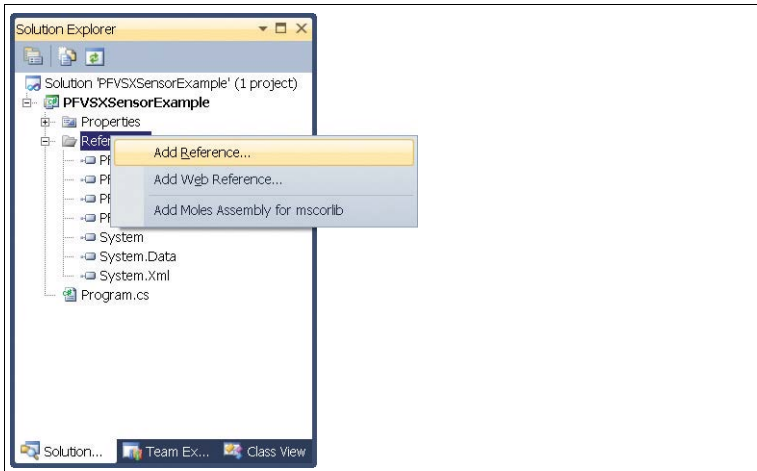 Solution Explorer
Solution 'PFVSXSensorExample' (1 project)
PFVSXSensorExample
Properties
Add Reference...
Add Web Reference...
Add Moles Assembly for mscorlib
System
System.Data
System.Xml
Program.cs
Solution... Team Ex... Class View